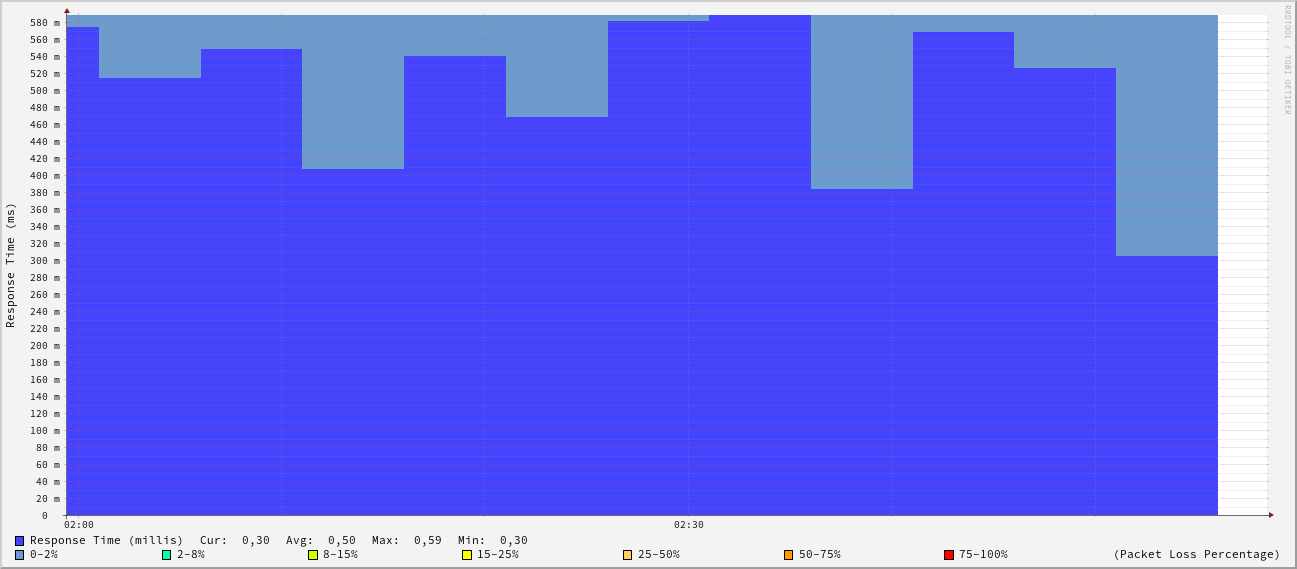 RRDTOOL / TOBI OETIKER
Response Time (ms)
580 m
560 m
540 m
520 m
500 m
480 m
460 m
440 m
420 m
400 m
380 m
360 m
340 m
320 m
300 m
280 m
260 m
240 m
220 m
200 m
180 m
160 m
140 m
120 m
100 m
80 m
60 m
40 m
20 m
0
02:00 02:30
Response Time (millis) Cur: 0,30 Avg: 0,50 Max: 0,59 Min: 0,30
0-2% 2-8% 8-15% 15-25% 25-50% 50-75% 75-100% (Packet Loss Percentage)